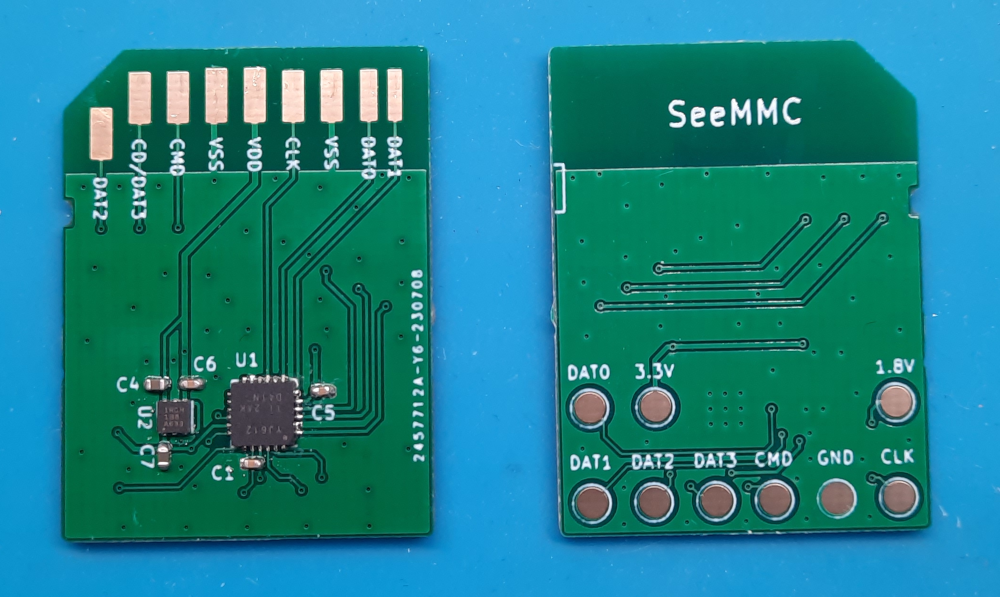 DAT2
CD/DAT3
CMD
VSS
VDD
CLK
VSS
DAT0
DAT1
C4
C6
U1
C5
U2
C7
C1
YJ612
2457712A-Y6-230708
SeeMMC
DAT0 3.3V 1.8V
DAT1 DAT2 DAT3 CMD GND CLK